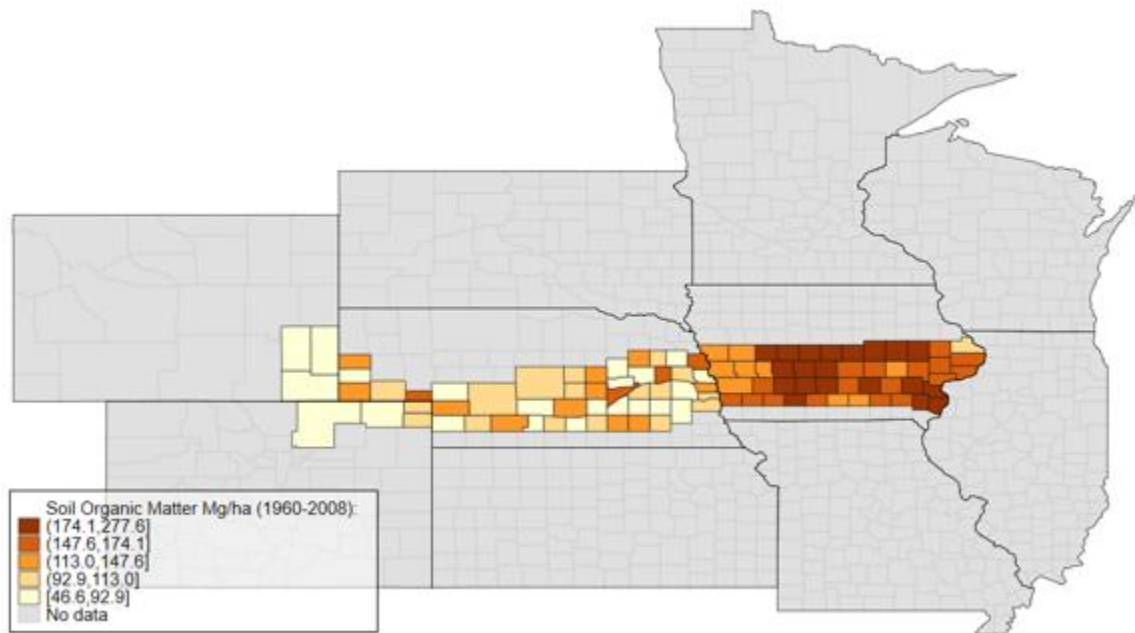 Soil Organic Matter Mg/ha (1960-2008):
(174.1,277.6]
(147.6,174.1]
(113.0,147.6]
(92.9,113.0]
[46.6,92.9]
No data